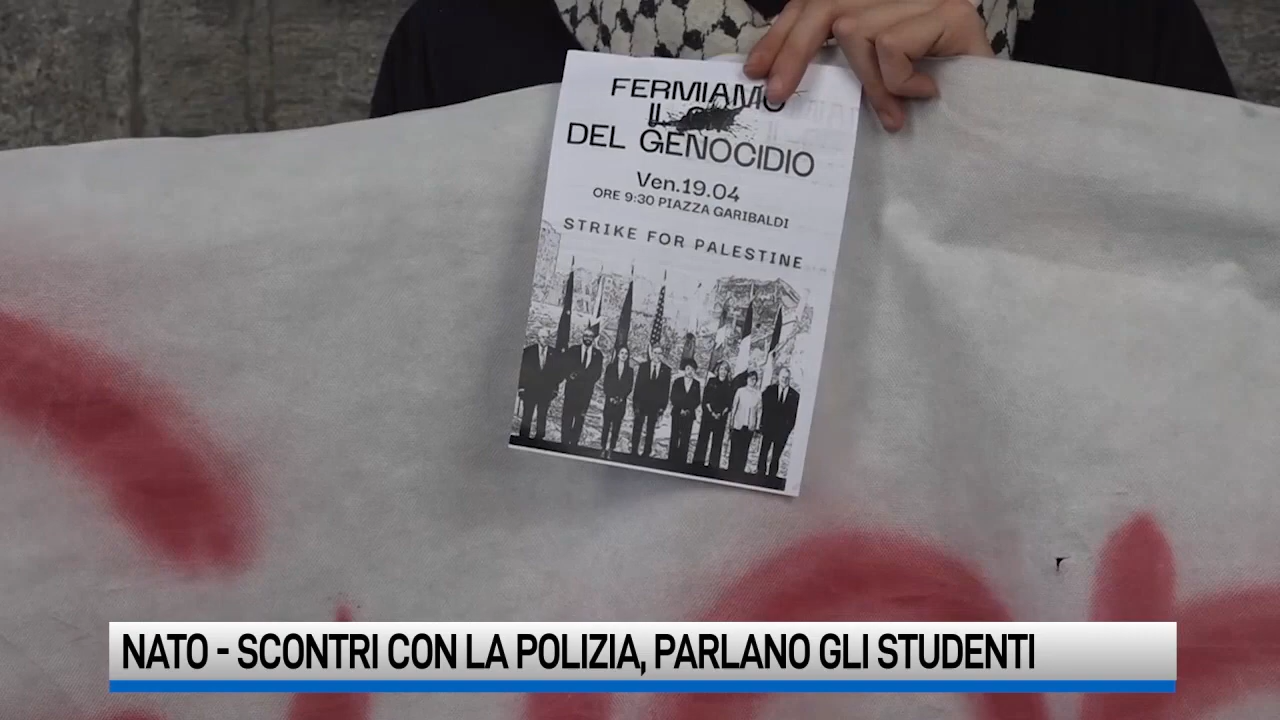 FERMIAMO
IL
DEL GENOCIDIO
Ven.19.04
ORE 9:30 PIAZZA GARIBALDI
STRIKE FOR PALESTINE
NATO - SCONTRI CON LA POLIZIA, PARLANO GLI STUDENTI